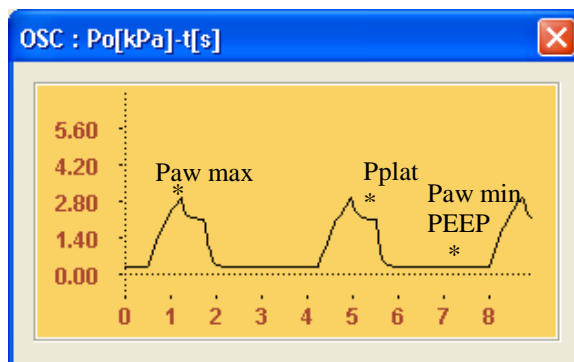 OSC : Po[kPa]-t[s]
5.60
4.20
Paw max
*
Pplat
*
2.80
Paw min
PEEP
*
1.40
0.00
0 1 2 3 4 5 6 7 8